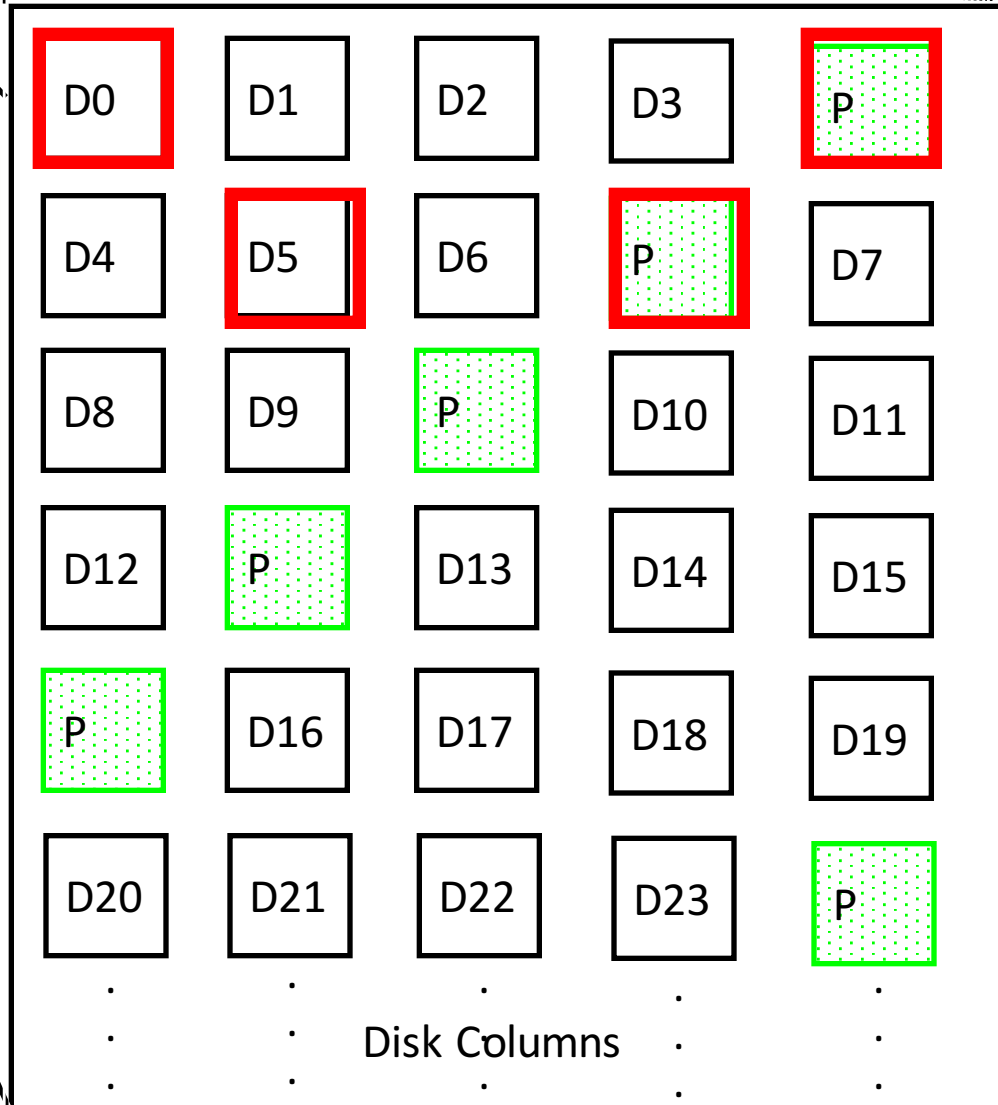 D0 D1 D2 D3 P
D4 D5 D6 P D7
D8 D9 P D10 D11
D12 P D13 D14 D15
P D16 D17 D18 D19
D20 D21 D22 D23 P
Disk Columns